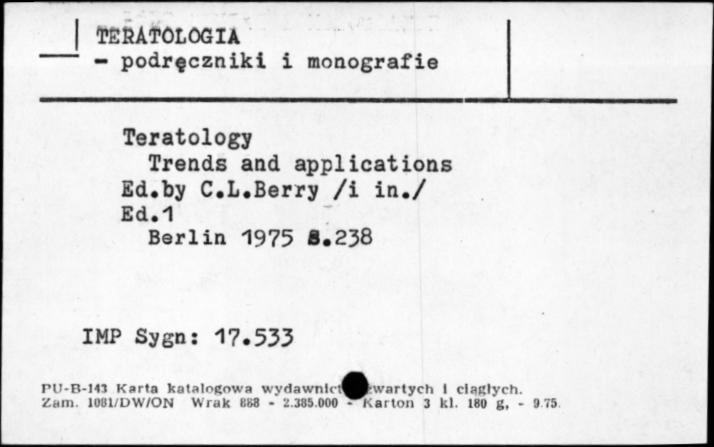 TERATOLOGIA
- podręczniki i monografie
Teratology
Trends and applications
Ed.by C.L.Berry /i in./
Ed.1
Berlin 1975 s.238
IMP Sygn: 17.533
PU-B-143 Karta katalogowa wydawnict wartych i ciągłych.
Zam. 1081/DW/ON Wrak 888 - 2.385.000 - Karton 3 kl. 180 g, - 9.75.